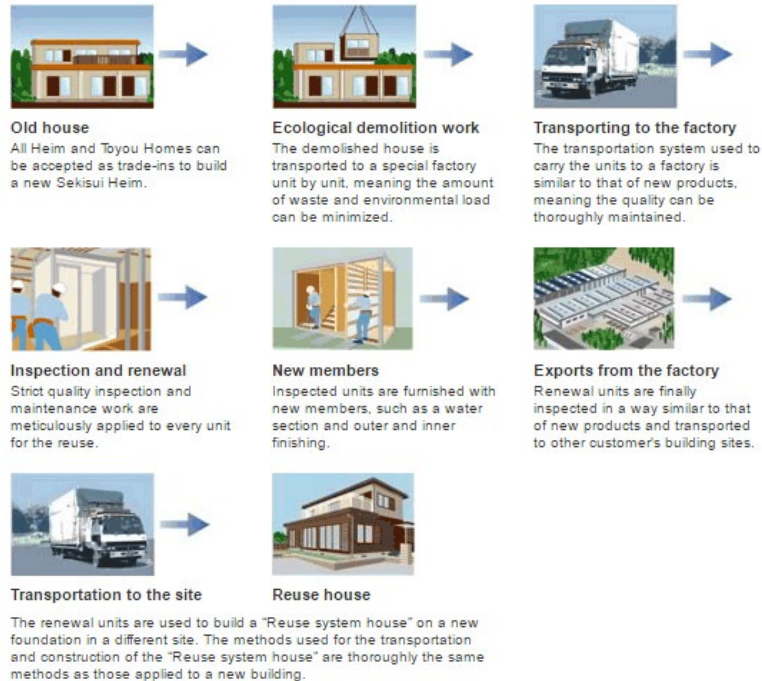 Old house
All Heim and Toyou Homes can
be accepted as trade-ins to build
a new Sekisui Heim.
Ecological demolition work
The demolished house is
transported to a special factory
unit by unit, meaning the amount
of waste and environmental load
can be minimized.
Transporting to the factory
The transportation system used to
carry the units to a factory is
similar to that of new products,
meaning the quality can be
thoroughly maintained.
Inspection and renewal
Strict quality inspection and
maintenance work are
meticulously applied to every unit
for the reuse.
New members
Inspected units are furnished with
new members, such as a water
section and outer and inner
finishing.
Exports from the factory
Renewal units are finally
inspected in a way similar to that
of new products and transported
to other customer's building sites.
Transportation to the site
Reuse house
The renewal units are used to build a "Reuse system house" on a new
foundation in a different site. The methods used for the transportation
and construction of the "Reuse system house" are thoroughly the same
methods as those applied to a new building.